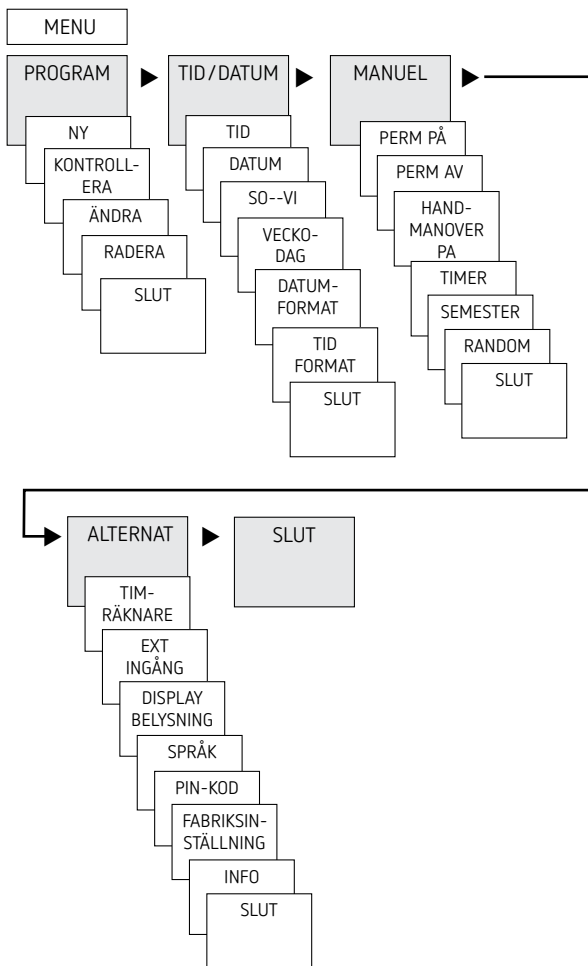 MENU
PROGRAM
NY
KONTROLL-
ERA
ÄNDRA
RADERA
SLUT
TID/DATUM
TID
DATUM
SO--VI
VECKO-
DAG
DATUM-
FORMAT
TID
FORMAT
SLUT
MANUEL
PERM PÅ
PERM AV
HAND-
MANOVER
PA
TIMER
SEMESTER
RANDOM
SLUT
ALTERNAT
TIM-
RÄKNARE
EXT
INGÅNG
DISPLAY
BELYSNING
SPRÅK
PIN-KOD
FABRIKSIN-
STÄLLNING
INFO
SLUT
SLUT